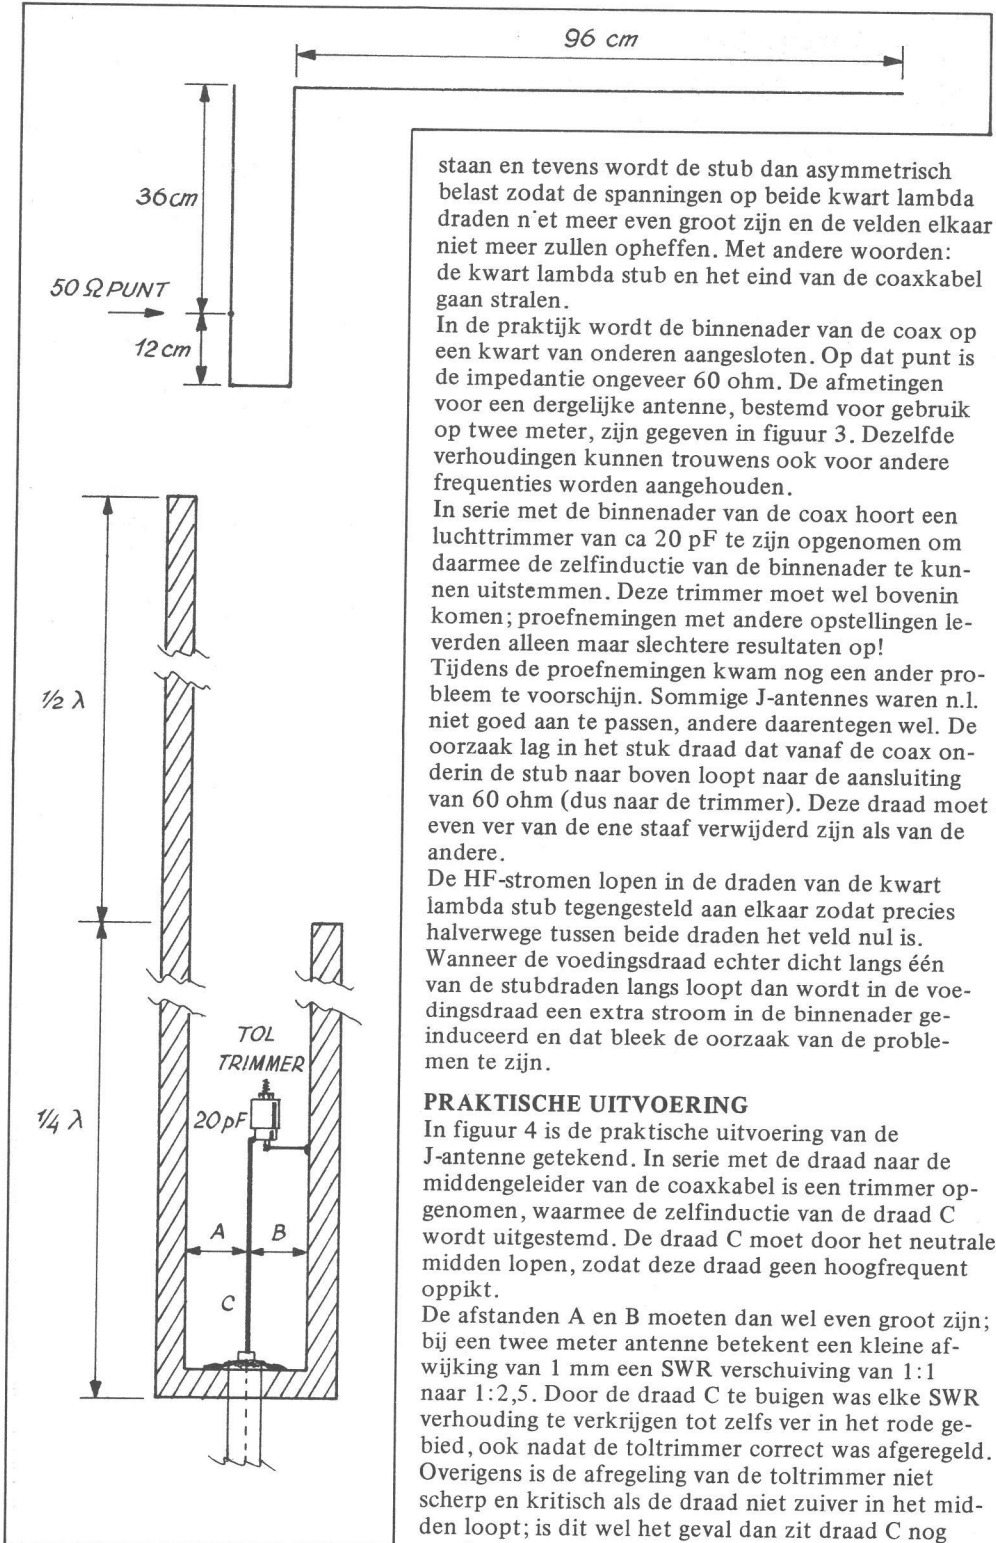 96 cm
36cm
50 Ω PUNT
12 cm
staan en tevens wordt de stub dan asymmetrisch
belast zodat de spanningen op beide kwart lambda
draden n˙et meer even groot zijn en de velden elkaar
niet meer zullen opheffen. Met andere woorden:
de kwart lambda stub en het eind van de coaxkabel
gaan stralen.
In de praktijk wordt de binnenader van de coax op
een kwart van onderen aangesloten. Op dat punt is
de impedantie ongeveer 60 ohm. De afmetingen
voor een dergelijke antenne, bestemd voor gebruik
op twee meter, zijn gegeven in figuur 3. Dezelfde
verhoudingen kunnen trouwens ook voor andere
frequenties worden aangehouden.
In serie met de binnenader van de coax hoort een
luchttrimmer van ca 20 pF te zijn opgenomen om
daarmee de zelfinductie van de binnenader te kun-
nen uitstemmen. Deze trimmer moet wel bovenin
komen; proefnemingen met andere opstellingen le-
verden alleen maar slechtere resultaten op!
Tijdens de proefnemingen kwam nog een ander pro-
bleem te voorschijn. Sommige J-antennes waren n.l.
niet goed aan te passen, andere daarentegen wel. De
oorzaak lag in het stuk draad dat vanaf de coax on-
derin de stub naar boven loopt naar de aansluiting
van 60 ohm (dus naar de trimmer). Deze draad moet
even ver van de ene staaf verwijderd zijn als van de
andere.
De HF-stromen lopen in de draden van de kwart
lambda stub tegengesteld aan elkaar zodat precies
halverwege tussen beide draden het veld nul is.
Wanneer de voedingsdraad echter dicht langs één
van de stubdraden langs loopt dan wordt in de voe-
dingsdraad een extra stroom in de binnenader ge-
induceerd en dat bleek de oorzaak van de proble-
men te zijn.
PRAKTISCHE UITVOERING
In figuur 4 is de praktische uitvoering van de
J-antenne getekend. In serie met de draad naar de
middengeleider van de coaxkabel is een trimmer op-
genomen, waarmee de zelfinductie van de draad C
wordt uitgestemd. De draad C moet door het neutrale
midden lopen, zodat deze draad geen hoogfrequent
oppikt.
De afstanden A en B moeten dan wel even groot zijn;
bij een twee meter antenne betekent een kleine af-
wijking van 1 mm een SWR verschuiving van 1:1
naar 1:2,5. Door de draad C te buigen was elke SWR
verhouding te verkrijgen tot zelfs ver in het rode ge-
bied, ook nadat de toltrimmer correct was afgeregeld.
Overigens is de afregeling van de toltrimmer niet
scherp en kritisch als de draad niet zuiver in het mid-
den loopt; is dit wel het geval dan zit draad C nog
1/2 λ
TOL
TRIMMER
20pF
1/4 λ
A
B
C